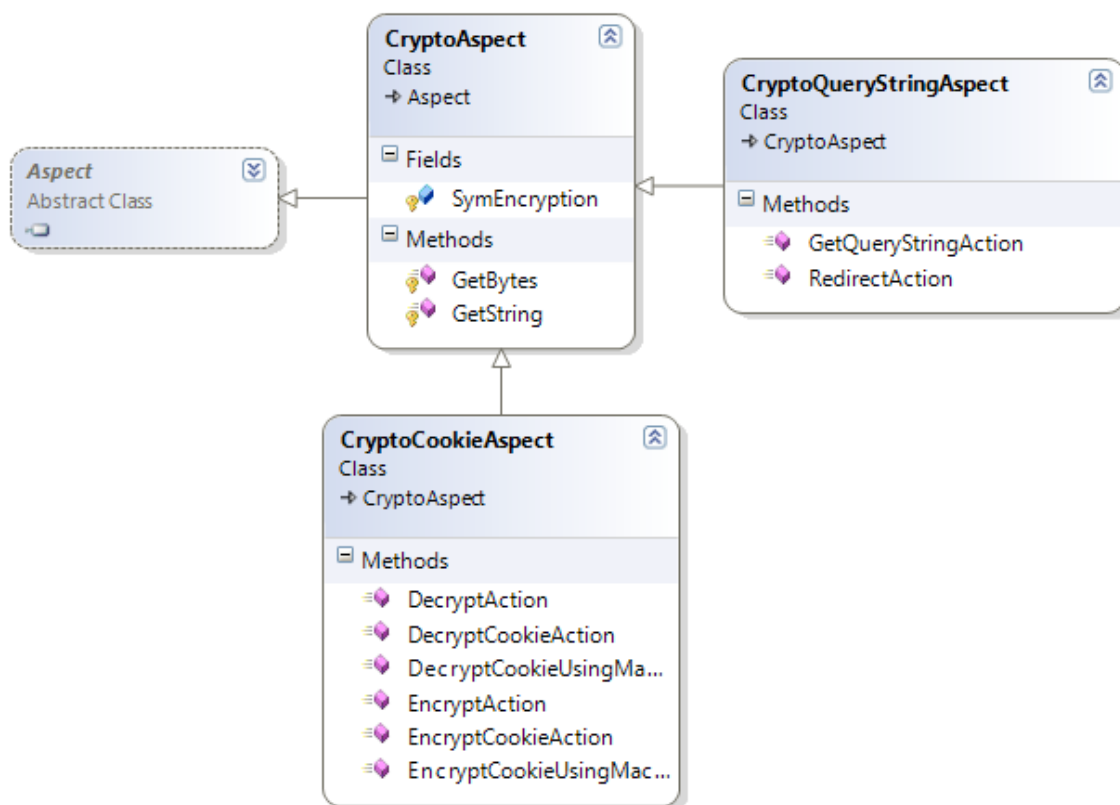 CryptoAspect
Class
Aspect
Fields
SymEncryption
Methods
GetBytes
GetString
CryptoQueryStringAspect
Class
CryptoAspect
Methods
GetQueryStringAction
RedirectAction
Aspect
Abstract Class
CryptoCookieAspect
Class
CryptoAspect
Methods
DecryptAction
DecryptCookieAction
DecryptCookieUsingMa...
EncryptAction
EncryptCookieAction
EncryptCookieUsingMac...